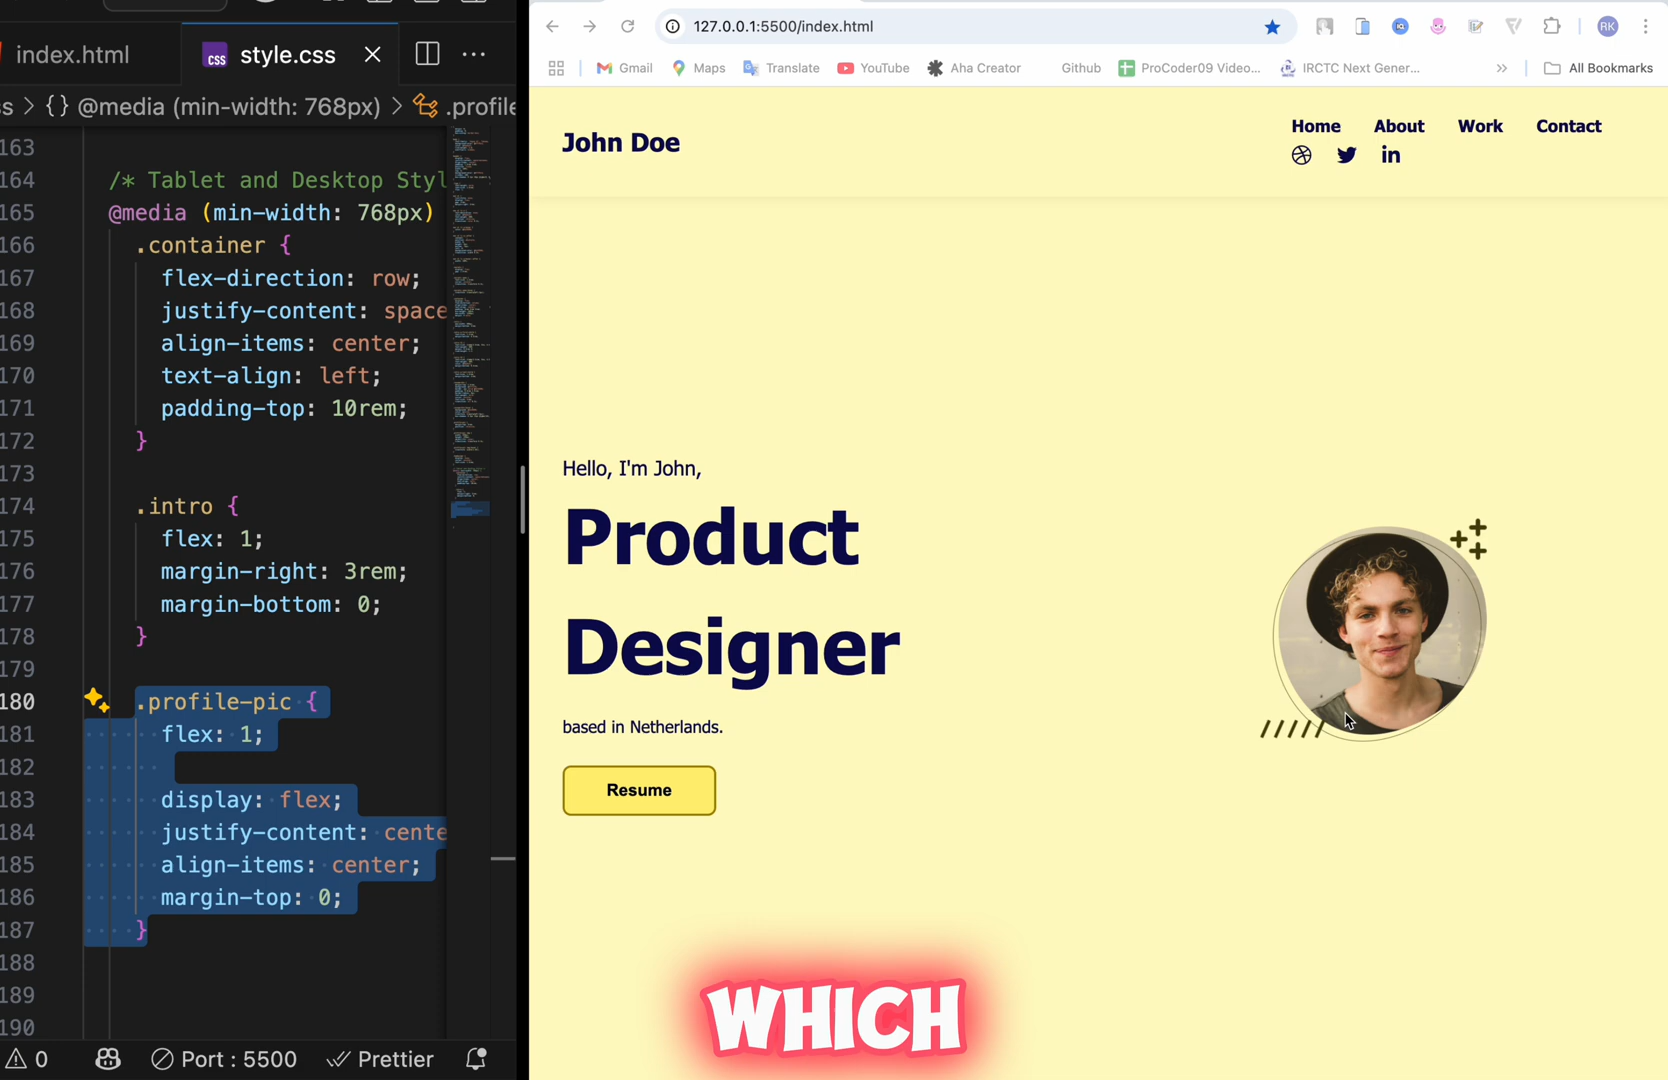 index.html
CSS style.css
ss > {} @media (min-width: 768px) > .profile
163
164 /* Tablet and Desktop Styl
165 @media (min-width: 768px)
166 .container {
167 flex-direction: row;
168 justify-content: space
169 align-items: center;
170 text-align: left;
171 padding-top: 10rem;
172 }
173
174 .intro {
175 flex: 1;
176 margin-right: 3rem;
177 margin-bottom: 0;
178 }
179
180 .profile-pic {
181 flex: 1;
182
183 display: flex;
184 justify-content: cente
185 align-items: center;
186 margin-top: 0;
187 }
188
189
190
0 Port : 5500 Prettier
127.0.0.1:5500/index.html
RK
Gmail Maps Translate YouTube Aha Creator Github ProCoder09 Video... IRCTC Next Gener... » All Bookmarks
John Doe
Home About Work Contact
in
Hello, I'm John,
Product
Designer
based in Netherlands.
Resume
WHICH